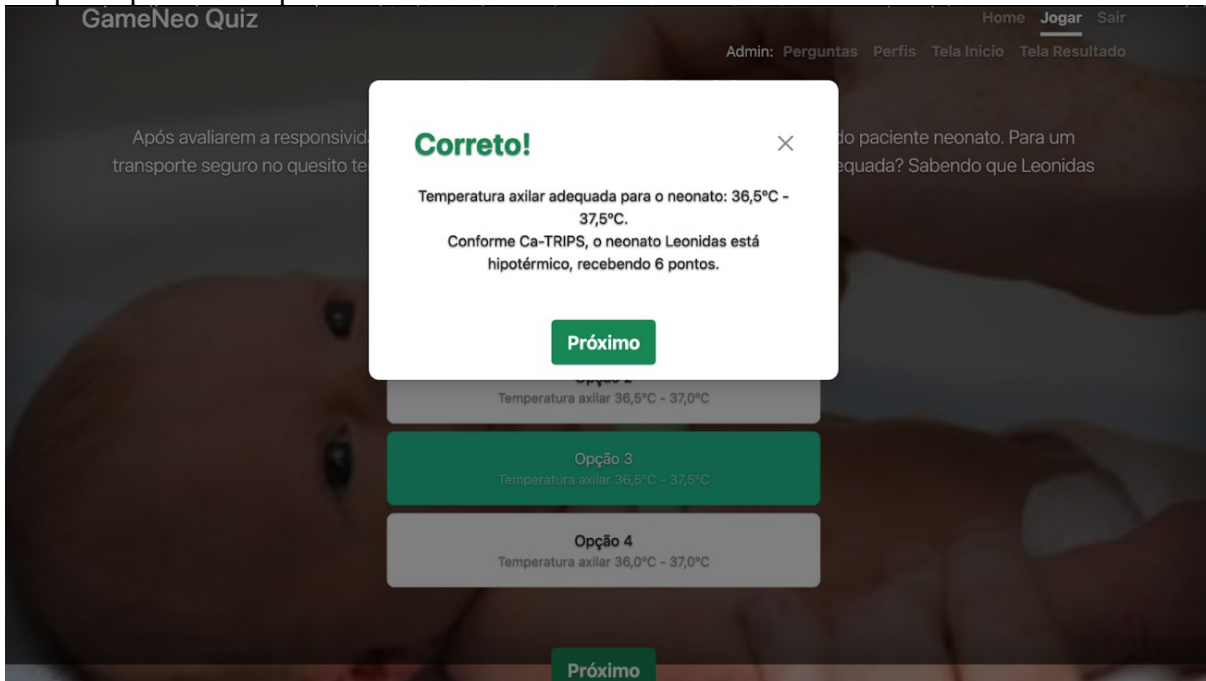 GameNeo Quiz
Home Jogar Sair
Admin: Perguntas Perfis Tela Inicio Tela Resultado
Após avaliarem a responsivid
do paciente neonato. Para um
transporte seguro no quesito te
equada? Sabendo que Leonidas
Correto!
Temperatura axilar adequada para o neonato: 36,5ºC -
37,5ºC.
Conforme Ca-TRIPS, o neonato Leonidas está
hipotérmico, recebendo 6 pontos.
Próximo
Opção 2
Temperatura axilar 36,5ºC - 37,0ºC
Opção 3
Temperatura axilar 36,5ºC - 37,5ºC
Opção 4
Temperatura axilar 36,0ºC - 37,0ºC
Próximo